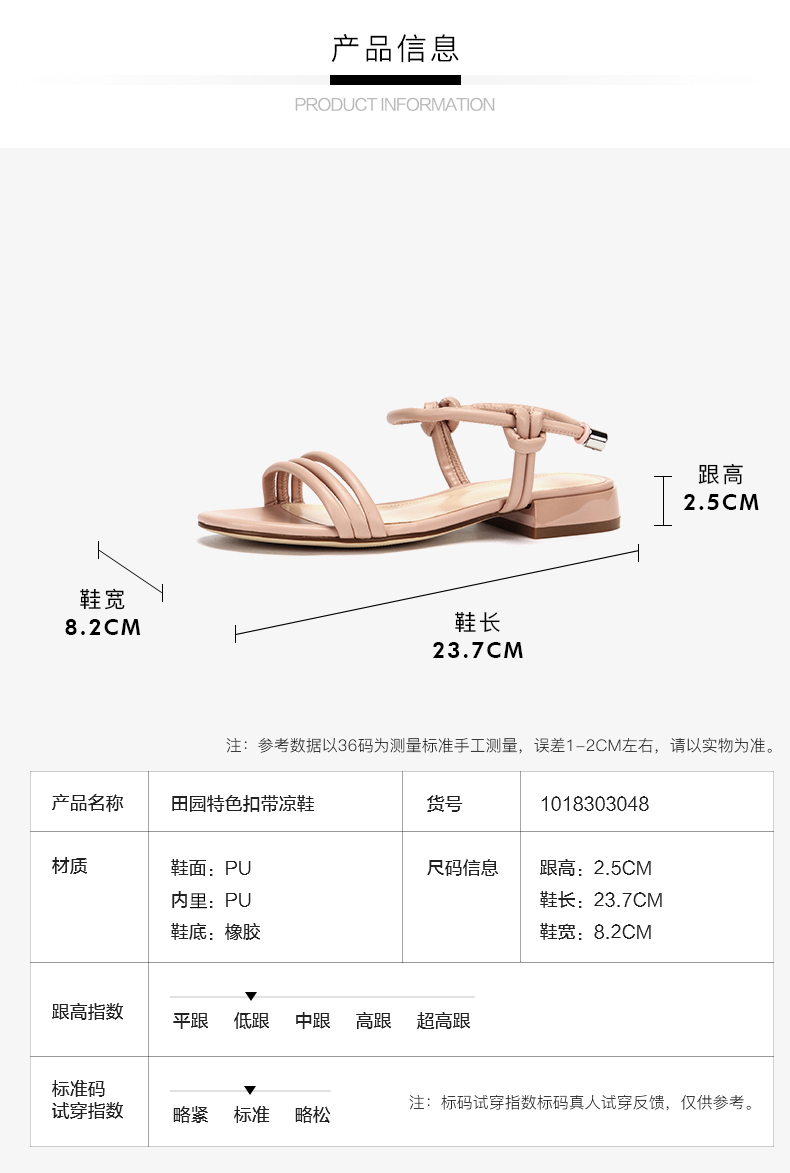 产品信息
PRODUCT INFORMATION
跟高
2.5CM
鞋宽
8.2CM
鞋长
23.7CM
注：参考数据以36码为测量标准手工测量，误差1-2CM左右，请以实物为准。
产品名称 田园特色扣带凉鞋 货号 1018303048
材质 鞋面：PU 尺码信息 跟高：2.5CM
内里：PU 鞋长：23.7CM
鞋底：橡胶 鞋宽：8.2CM
跟高指数 平跟 低跟 中跟 高跟 超高跟
标准码
试穿指数 略紧 标准 略松 注：标码试穿指数标码真人试穿反馈，仅供参考。